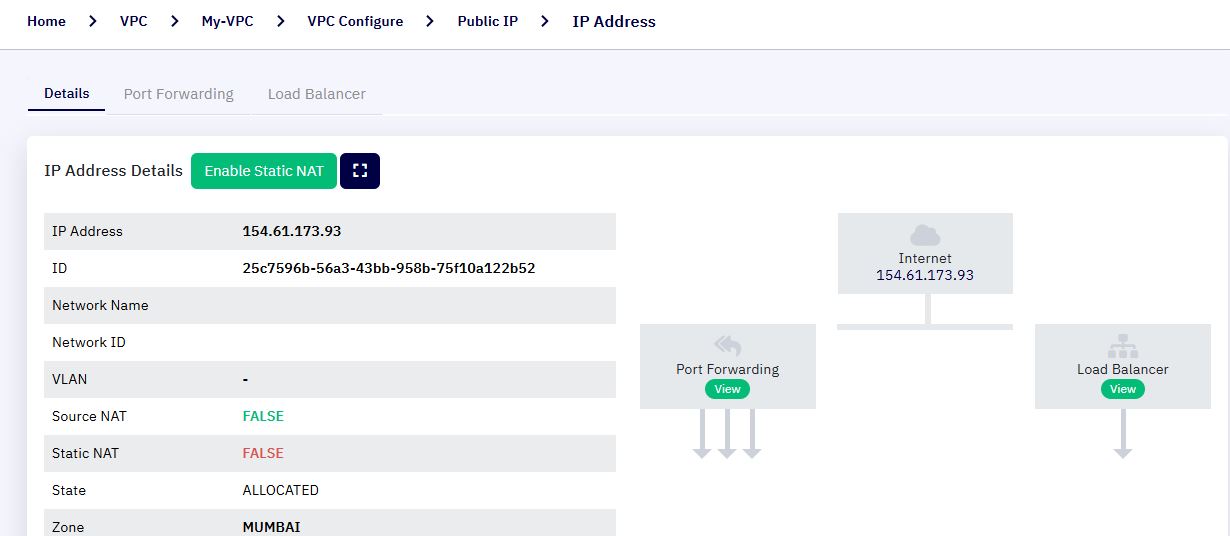 Home > VPC > My-VPC > VPC Configure > Public IP > IP Address
Details Port Forwarding Load Balancer
IP Address Details Enable Static NAT
IP Address 154.61.173.93
ID 25c7596b-56a3-43bb-958b-75f10a122b52
Network Name
Network ID
VLAN -
Source NAT FALSE
Static NAT FALSE
State ALLOCATED
Zone MUMBAI
Internet
154.61.173.93
Port Forwarding
View
Load Balancer
View